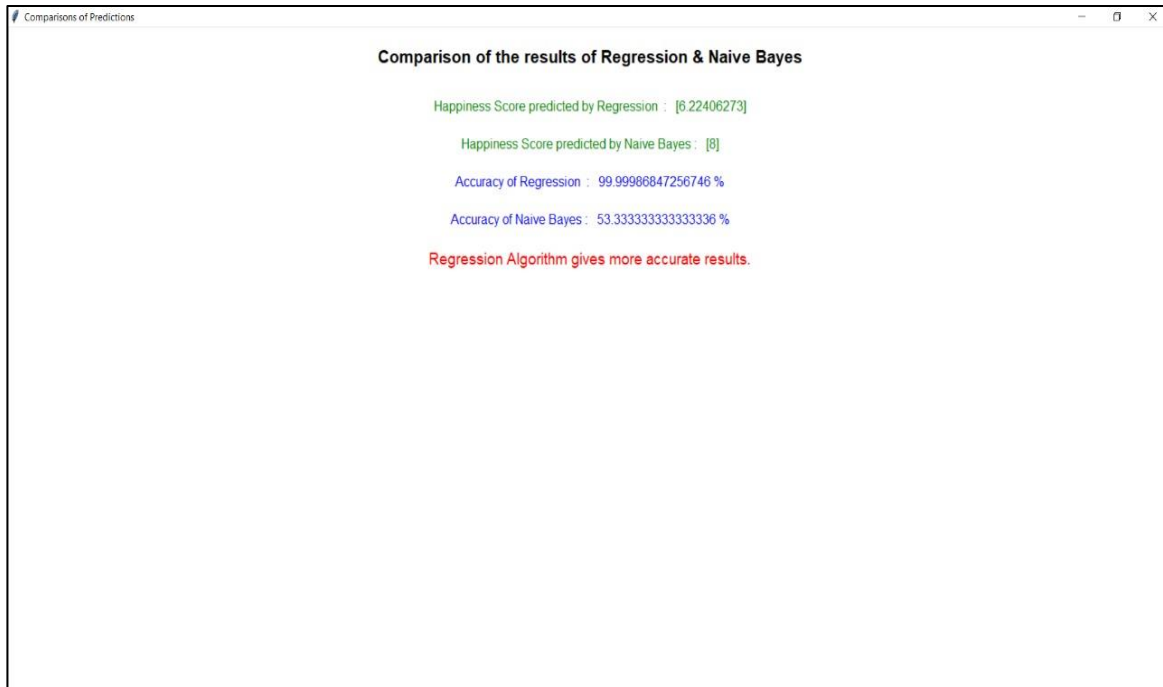 Comparisons of Predictions
Comparison of the results of Regression & Naive Bayes
Happiness Score predicted by Regression : [6.22406273]
Happiness Score predicted by Naive Bayes : [8]
Accuracy of Regression : 99.99986847256746 %
Accuracy of Naive Bayes : 53.333333333333336 %
Regression Algorithm gives more accurate results.